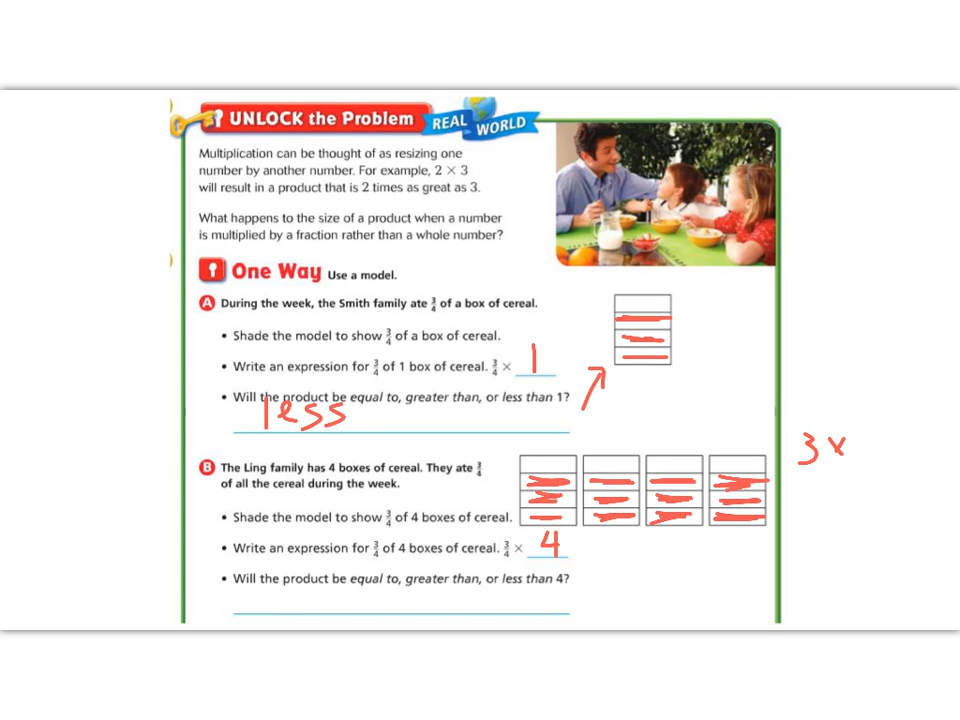 UNLOCK the Problem REAL WORLD
Multiplication can be thought of as resizing one
number by another number. For example, 2 × 3
will result in a product that is 2 times as great as 3.
What happens to the size of a product when a number
is multiplied by a fraction rather than a whole number?
One Way Use a model.
A During the week, the Smith family ate 3/4 of a box of cereal.
• Shade the model to show 3/4 of a box of cereal.
• Write an expression for 3/4 of 1 box of cereal. 3/4 × 1
• Will the product be equal to, greater than, or less than 1?
less
3 x
B The Ling family has 4 boxes of cereal. They ate 3/4
of all the cereal during the week.
• Shade the model to show 3/4 of 4 boxes of cereal.
• Write an expression for 3/4 of 4 boxes of cereal. 3/4 × 4
• Will the product be equal to, greater than, or less than 4?